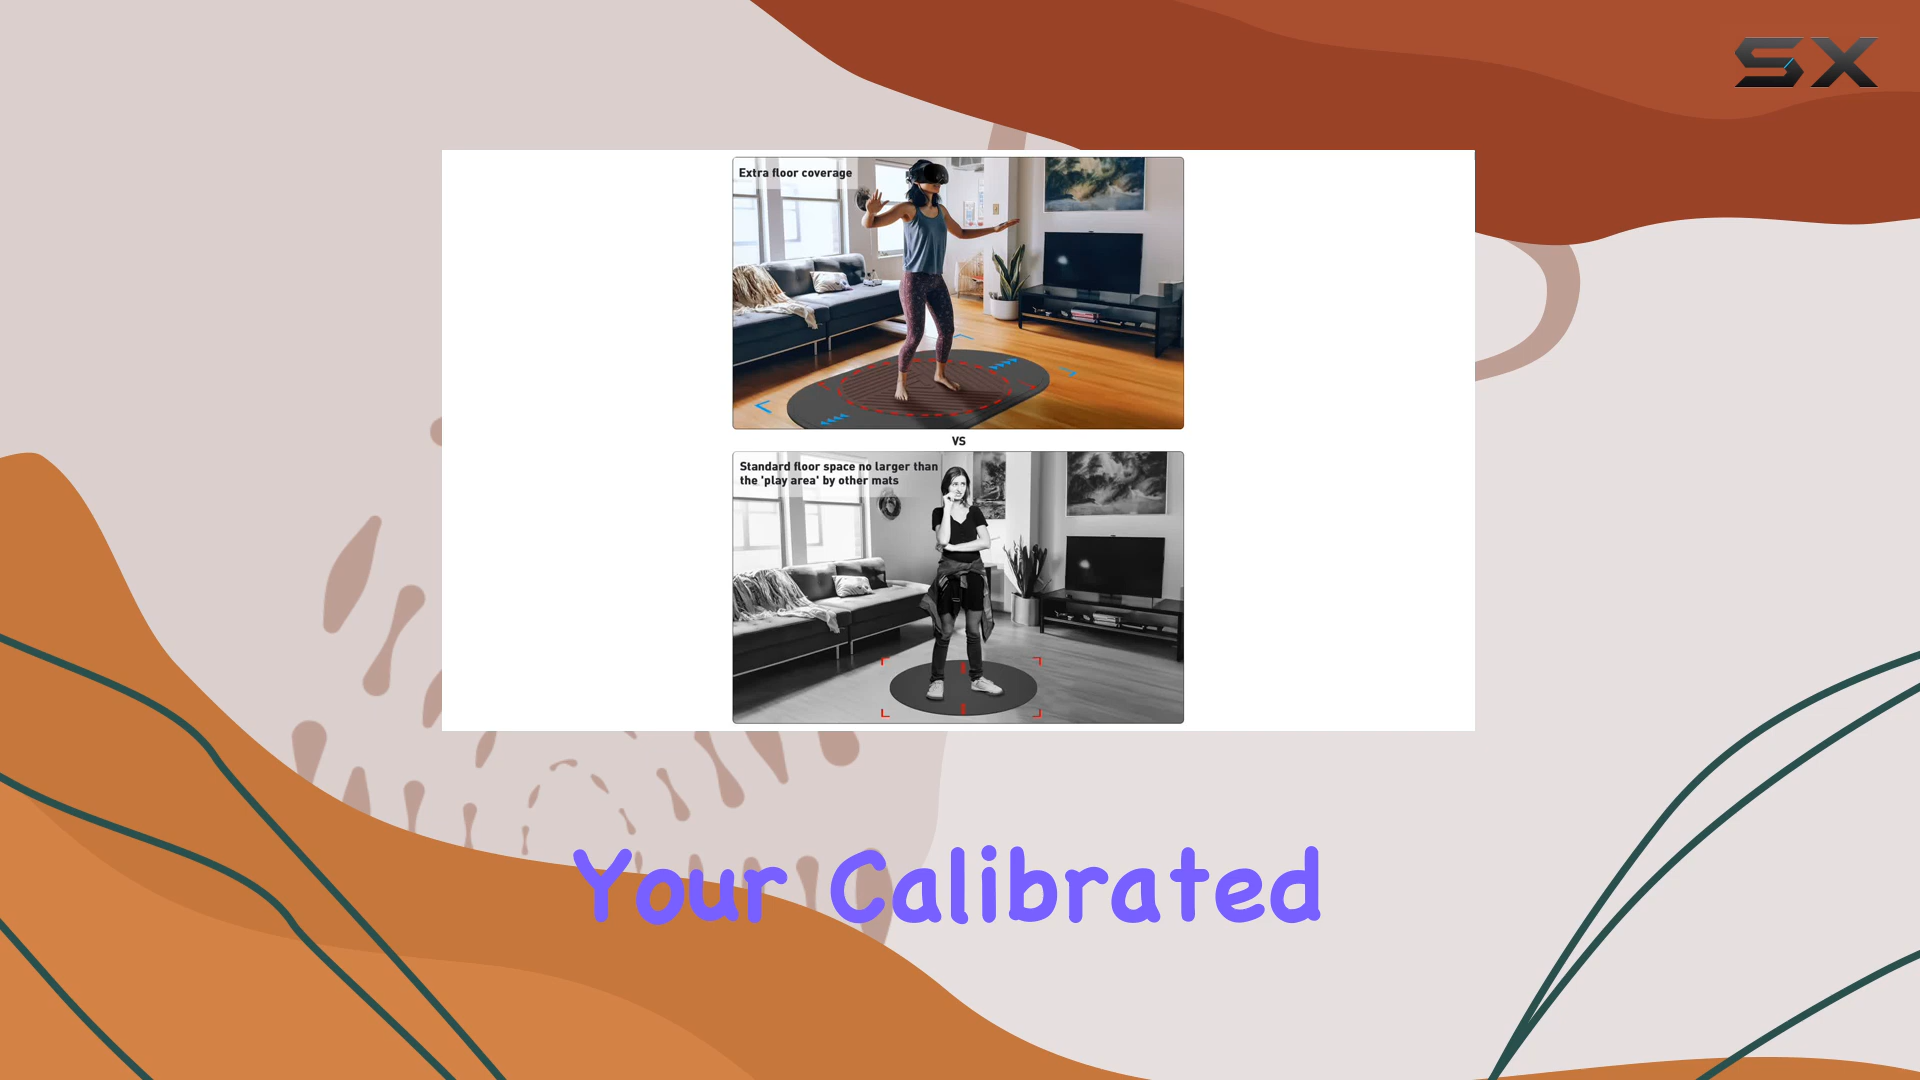 SX
Extra floor coverage
VS
Standard floor space no larger than
the 'play area' by other mats
Your Calibrated